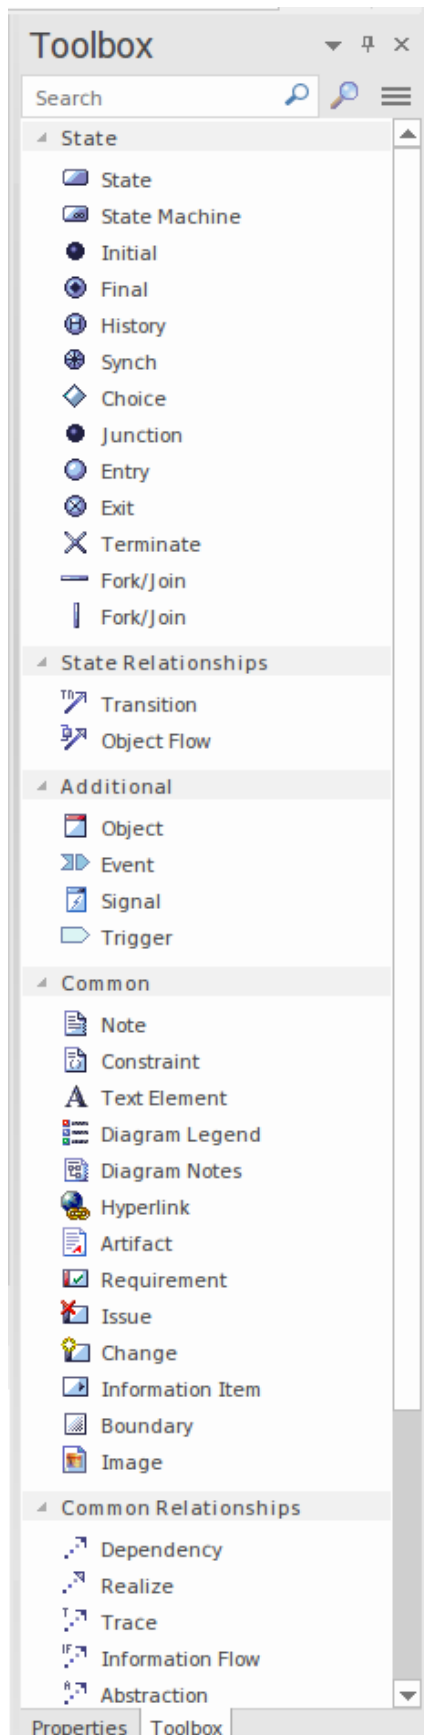 Toolbox
Search
State
State
State Machine
Initial
Final
History
Synch
Choice
Junction
Entry
Exit
Terminate
Fork/Join
Fork/Join
State Relationships
Transition
Object Flow
Additional
Object
Event
Signal
Trigger
Common
Note
Constraint
A Text Element
Diagram Legend
Diagram Notes
Hyperlink
Artifact
Requirement
Issue
Change
Information Item
Boundary
Image
Common Relationships
Dependency
Realize
T Trace
IF Information Flow
A Abstraction
Properties Toolbox